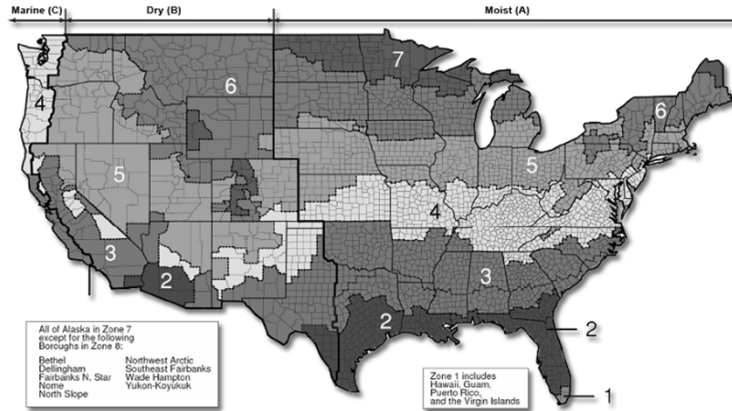 Marine (C)
Dry (B)
Moist (A)
7
6
6
4
5
5
4
3
3
2
2
2
1
All of Alaska in Zone 7
except for the following
Boroughs in Zone 8:
Bethel
Dellingham
Fairbanks N. Star
Nome
North Slope
Northwest Arctic
Southeast Fairbanks
Wade Hampton
Yukon-Koyukuk
Zone 1 includes
Hawaii, Guam,
Puerto Rico,
and the Virgin Islands